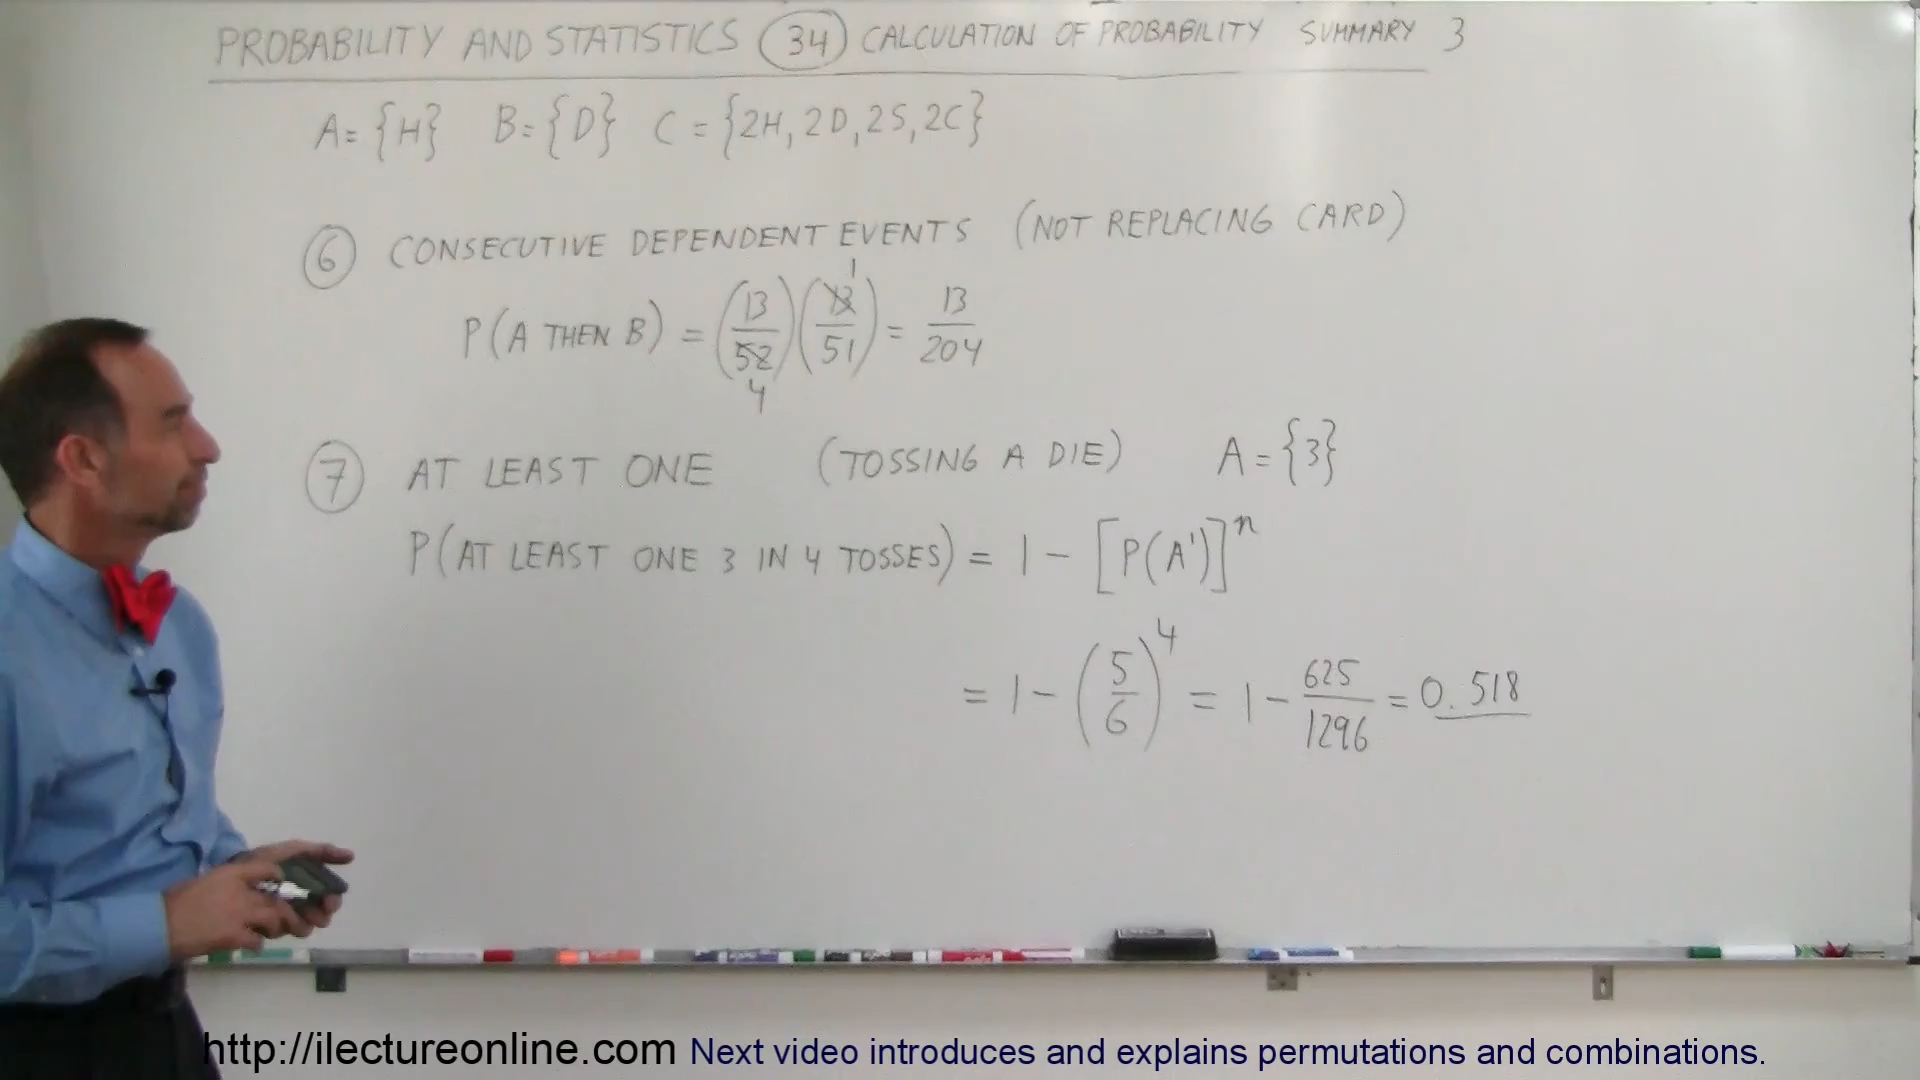 PROBABILITY AND STATISTICS (34) CALCULATION OF PROBABILITY SUMMARY 3
A = {H} B = {D} C = {2H, 2D, 2S, 2C}
(6) CONSECUTIVE DEPENDENT EVENTS (NOT REPLACING CARD)
P(A THEN B) = (13/52)(13/51) = 13/204
1
4
(7) AT LEAST ONE (TOSSING A DIE) A = {3}
P(AT LEAST ONE 3 IN 4 TOSSES) = 1 - [P(A')]^n
= 1 - (5/6)^4 = 1 - 625/1296 = 0.518
http://ilectureonline.com Next video introduces and explains permutations and combinations.